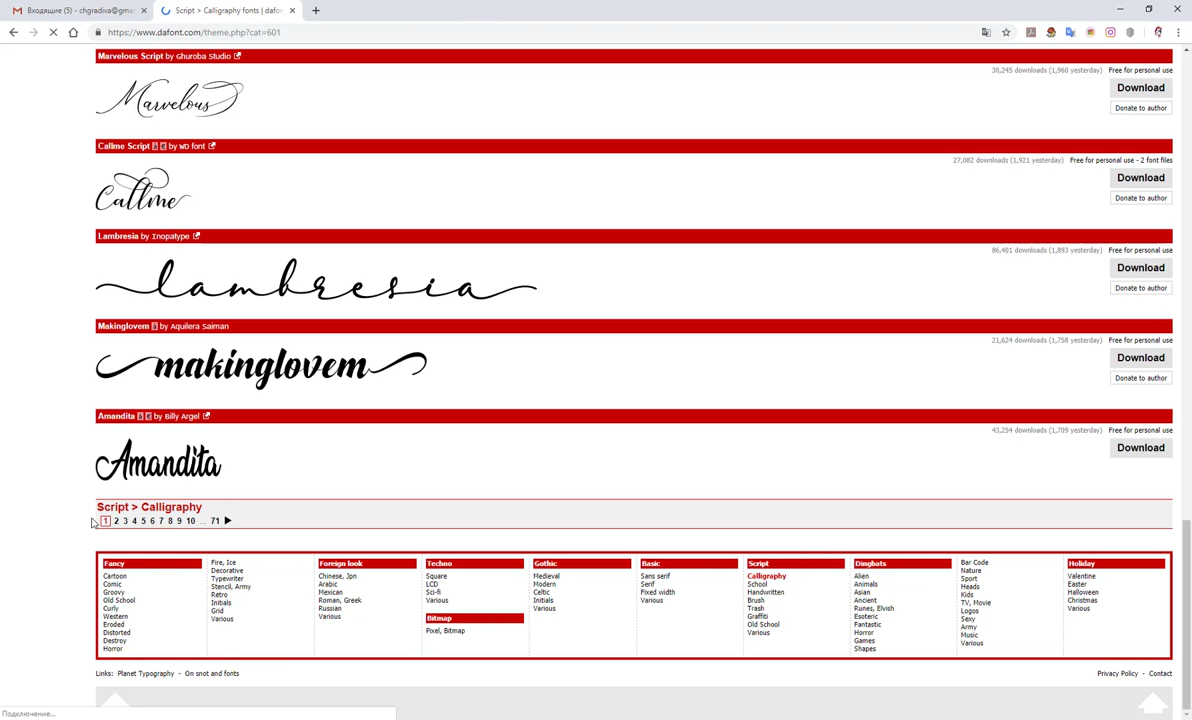 Входящие (5) - chgradiva@gma
Script > Calligraphy fonts | dafon
https://www.dafont.com/theme.php?cat=601
Marvelous Script by Ghuroba Studio
30,245 downloads (1,960 yesterday) Free for personal use
Marvelous
Download
Donate to author
Callme Script à € by WD font
27,082 downloads (1,921 yesterday) Free for personal use - 2 font files
Callme
Download
Donate to author
Lambresia by Inopatype
86,401 downloads (1,893 yesterday) Free for personal use
lambresia
Download
Donate to author
Makinglovem à by Aquilera Saiman
21,624 downloads (1,758 yesterday) Free for personal use
makinglovem
Download
Donate to author
Amandita à € by Billy Argel
43,254 downloads (1,709 yesterday) Free for personal use
Amandita
Download
Script > Calligraphy
1 2 3 4 5 6 7 8 9 10 ... 71
Fancy
Cartoon
Comic
Groovy
Old School
Curly
Western
Eroded
Distorted
Destroy
Horror
Fire, Ice
Decorative
Typewriter
Stencil, Army
Retro
Initials
Grid
Various
Foreign look
Chinese, Jpn
Arabic
Mexican
Roman, Greek
Russian
Various
Techno
Square
LCD
Sci-fi
Various
Bitmap
Pixel, Bitmap
Gothic
Medieval
Modern
Celtic
Initials
Various
Basic
Sans serif
Serif
Fixed width
Various
Script
Calligraphy
School
Handwritten
Brush
Trash
Graffiti
Old School
Various
Dingbats
Alien
Animals
Asian
Ancient
Runes, Elvish
Esoteric
Fantastic
Horror
Games
Shapes
Bar Code
Nature
Sport
Heads
Kids
TV, Movie
Logos
Sexy
Army
Music
Various
Holiday
Valentine
Easter
Halloween
Christmas
Various
Links: Planet Typography - On snot and fonts
Privacy Policy - Contact
Подключение...